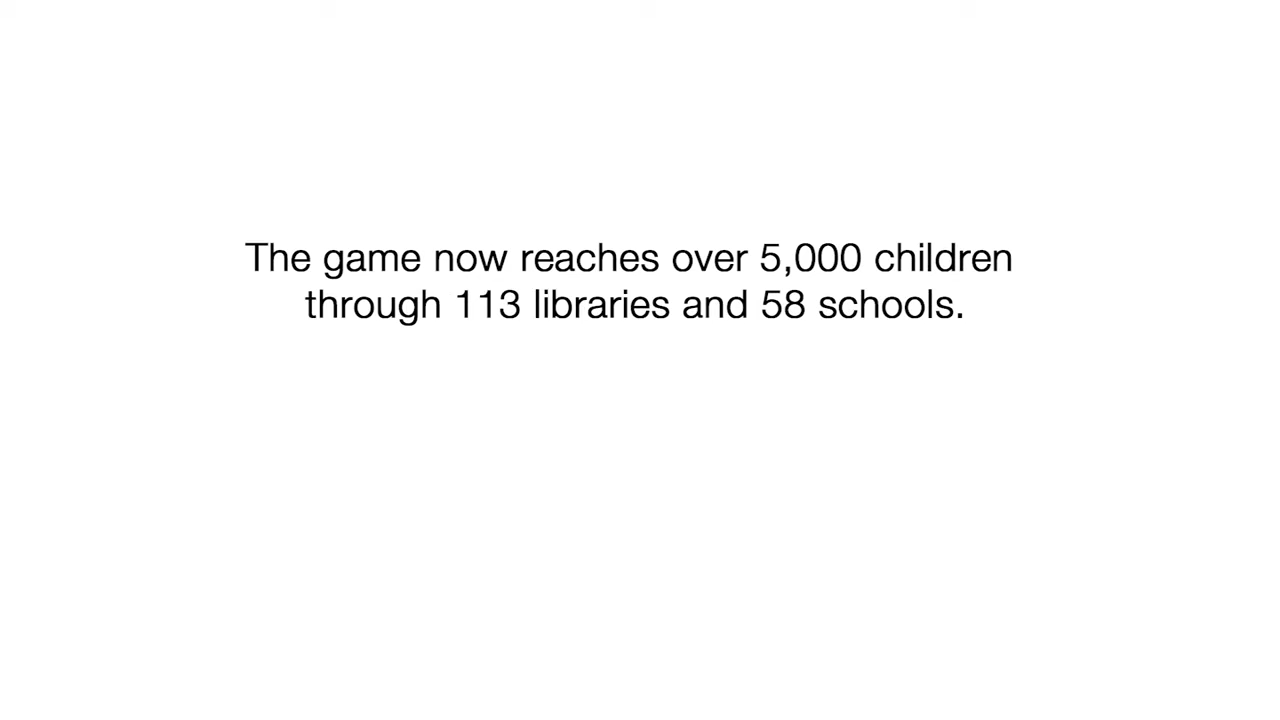 The game now reaches over 5,000 children
through 113 libraries and 58 schools.